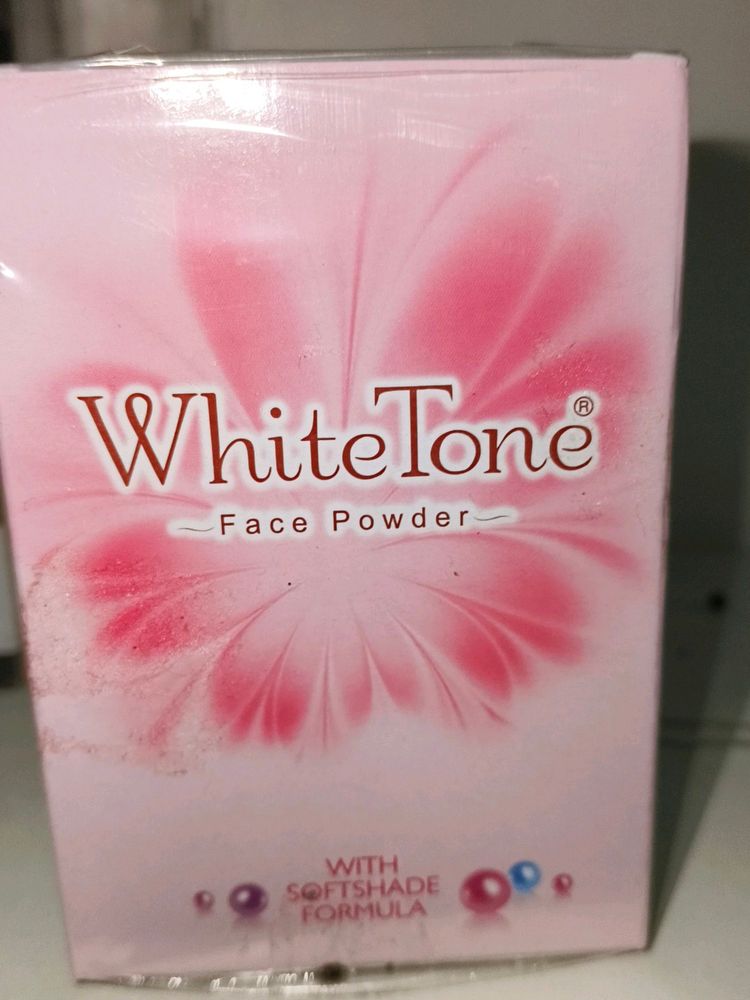 WhiteTone®
Face Powder
WITH
SOFTSHADE
FORMULA